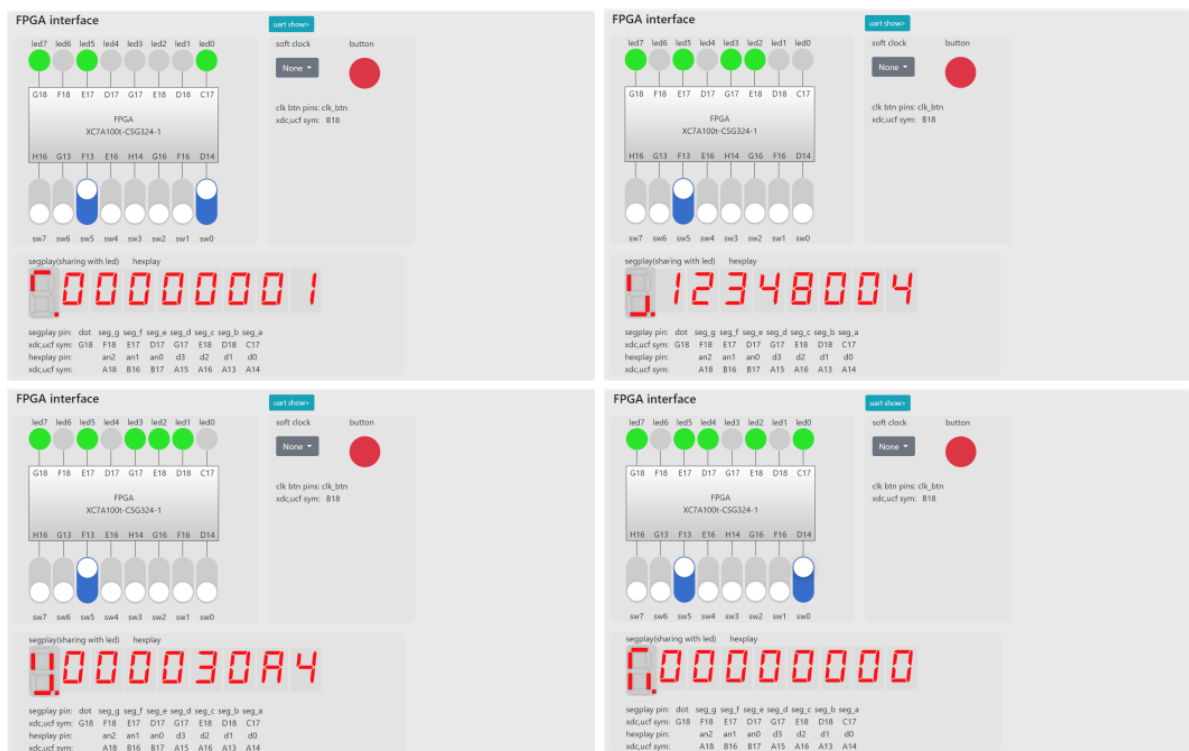 FPGA interface
uart show>
led7 led6 led5 led4 led3 led2 led1 led0
soft clock button
None
G18 F18 E17 D17 G17 E18 D18 C17
FPGA
XC7A100t-CSG324-1
clk btn pins: clk_btn
xdc,ucf sym: B18
H16 G13 F13 E16 H14 G16 F16 D14
sw7 sw6 sw5 sw4 sw3 sw2 sw1 sw0
segplay(sharing with led) hexplay
00000001
segplay pin: dot seg_g seg_f seg_e seg_d seg_c seg_b seg_a
xdc,ucf sym: G18 F18 E17 D17 G17 E18 D18 C17
hexplay pin: an2 an1 an0 d3 d2 d1 d0
xdc,ucf sym: A18 B16 B17 A15 A16 A13 A14
FPGA interface
uart show>
led7 led6 led5 led4 led3 led2 led1 led0
soft clock button
None
G18 F18 E17 D17 G17 E18 D18 C17
FPGA
XC7A100t-CSG324-1
clk btn pins: clk_btn
xdc,ucf sym: B18
H16 G13 F13 E16 H14 G16 F16 D14
sw7 sw6 sw5 sw4 sw3 sw2 sw1 sw0
segplay(sharing with led) hexplay
12348004
segplay pin: dot seg_g seg_f seg_e seg_d seg_c seg_b seg_a
xdc,ucf sym: G18 F18 E17 D17 G17 E18 D18 C17
hexplay pin: an2 an1 an0 d3 d2 d1 d0
xdc,ucf sym: A18 B16 B17 A15 A16 A13 A14
FPGA interface
uart show>
led7 led6 led5 led4 led3 led2 led1 led0
soft clock button
None
G18 F18 E17 D17 G17 E18 D18 C17
FPGA
XC7A100t-CSG324-1
clk btn pins: clk_btn
xdc,ucf sym: B18
H16 G13 F13 E16 H14 G16 F16 D14
sw7 sw6 sw5 sw4 sw3 sw2 sw1 sw0
segplay(sharing with led) hexplay
000030A4
segplay pin: dot seg_g seg_f seg_e seg_d seg_c seg_b seg_a
xdc,ucf sym: G18 F18 E17 D17 G17 E18 D18 C17
hexplay pin: an2 an1 an0 d3 d2 d1 d0
xdc,ucf sym: A18 B16 B17 A15 A16 A13 A14
FPGA interface
uart show>
led7 led6 led5 led4 led3 led2 led1 led0
soft clock button
None
G18 F18 E17 D17 G17 E18 D18 C17
FPGA
XC7A100t-CSG324-1
clk btn pins: clk_btn
xdc,ucf sym: B18
H16 G13 F13 E16 H14 G16 F16 D14
sw7 sw6 sw5 sw4 sw3 sw2 sw1 sw0
segplay(sharing with led) hexplay
00000000
segplay pin: dot seg_g seg_f seg_e seg_d seg_c seg_b seg_a
xdc,ucf sym: G18 F18 E17 D17 G17 E18 D18 C17
hexplay pin: an2 an1 an0 d3 d2 d1 d0
xdc,ucf sym: A18 B16 B17 A15 A16 A13 A14